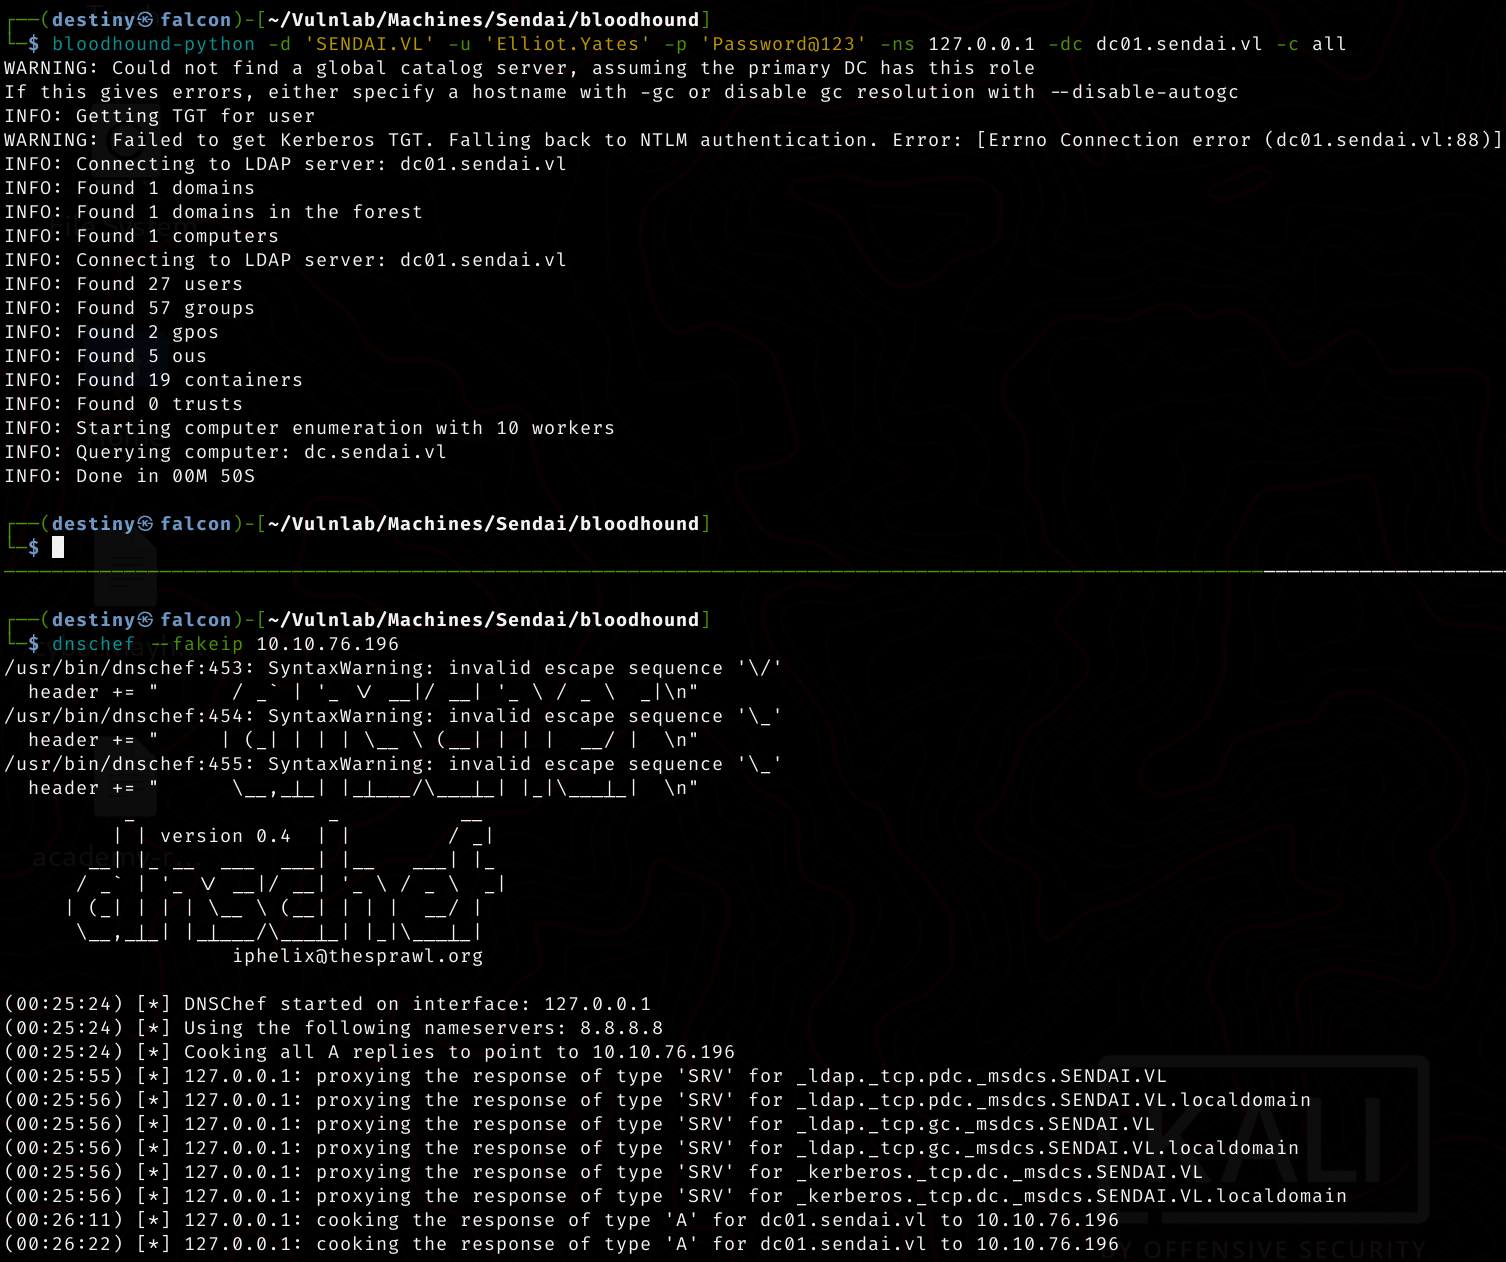 ┌──(destiny㉿falcon)-[~/Vulnlab/Machines/Sendai/bloodhound]
└─$ bloodhound-python -d 'SENDAI.VL' -u 'Elliot.Yates' -p 'Password@123' -ns 127.0.0.1 -dc dc01.sendai.vl -c all
WARNING: Could not find a global catalog server, assuming the primary DC has this role
If this gives errors, either specify a hostname with -gc or disable gc resolution with --disable-autogc
INFO: Getting TGT for user
WARNING: Failed to get Kerberos TGT. Falling back to NTLM authentication. Error: [Errno Connection error (dc01.sendai.vl:88)]
INFO: Connecting to LDAP server: dc01.sendai.vl
INFO: Found 1 domains
INFO: Found 1 domains in the forest
INFO: Found 1 computers
INFO: Connecting to LDAP server: dc01.sendai.vl
INFO: Found 27 users
INFO: Found 57 groups
INFO: Found 2 gpos
INFO: Found 5 ous
INFO: Found 19 containers
INFO: Found 0 trusts
INFO: Starting computer enumeration with 10 workers
INFO: Querying computer: dc.sendai.vl
INFO: Done in 00M 50S
┌──(destiny㉿falcon)-[~/Vulnlab/Machines/Sendai/bloodhound]
└─$
┌──(destiny㉿falcon)-[~/Vulnlab/Machines/Sendai/bloodhound]
└─$ dnschef --fakeip 10.10.76.196
/usr/bin/dnschef:453: SyntaxWarning: invalid escape sequence '\/'
  header += "      / _` | '_ \/ __|/ __| '_ \ / _ \  _|\n"
/usr/bin/dnschef:454: SyntaxWarning: invalid escape sequence '\_'
  header += "     | (_| | | | \__ \ (__| | | |  __/ |  \n"
/usr/bin/dnschef:455: SyntaxWarning: invalid escape sequence '\_'
  header += "      \__,_|_| |_|___/\___|_| |_|\___|_|  \n"
          _                _          __
         | | version 0.4  | |        / _|
       __| |_ __  ___  ___| |__   ___| |_
      / _` | '_ \/ __|/ __| '_ \ / _ \  _|
     | (_| | | | \__ \ (__| | | |  __/ |
      \__,_|_| |_|___/\___|_| |_|\___|_|
                   iphelix@thesprawl.org
(00:25:24) [*] DNSChef started on interface: 127.0.0.1
(00:25:24) [*] Using the following nameservers: 8.8.8.8
(00:25:24) [*] Cooking all A replies to point to 10.10.76.196
(00:25:55) [*] 127.0.0.1: proxying the response of type 'SRV' for _ldap._tcp.pdc._msdcs.SENDAI.VL
(00:25:56) [*] 127.0.0.1: proxying the response of type 'SRV' for _ldap._tcp.pdc._msdcs.SENDAI.VL.localdomain
(00:25:56) [*] 127.0.0.1: proxying the response of type 'SRV' for _ldap._tcp.gc._msdcs.SENDAI.VL
(00:25:56) [*] 127.0.0.1: proxying the response of type 'SRV' for _ldap._tcp.gc._msdcs.SENDAI.VL.localdomain
(00:25:56) [*] 127.0.0.1: proxying the response of type 'SRV' for _kerberos._tcp.dc._msdcs.SENDAI.VL
(00:25:56) [*] 127.0.0.1: proxying the response of type 'SRV' for _kerberos._tcp.dc._msdcs.SENDAI.VL.localdomain
(00:26:11) [*] 127.0.0.1: cooking the response of type 'A' for dc01.sendai.vl to 10.10.76.196
(00:26:22) [*] 127.0.0.1: cooking the response of type 'A' for dc01.sendai.vl to 10.10.76.196
KALI
BY OFFENSIVE SECURITY